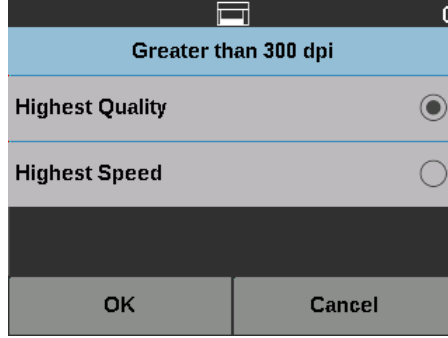 Greater than 300 dpi
Highest Quality
Highest Speed
OK
Cancel